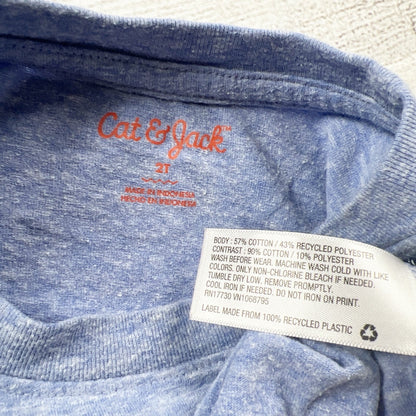 Cat & Jack™
2T
MADE IN INDONESIA
HECHO EN INDONESIA
BODY: 57% COTTON / 43% RECYCLED POLYESTER
CONTRAST: 90% COTTON / 10% POLYESTER
WASH BEFORE WEAR. MACHINE WASH COLD WITH LIKE
COLORS. ONLY NON-CHLORINE BLEACH IF NEEDED.
TUMBLE DRY LOW. REMOVE PROMPTLY.
COOL IRON IF NEEDED. DO NOT IRON ON PRINT.
RN17730 VN1068795
LABEL MADE FROM 100% RECYCLED PLASTIC